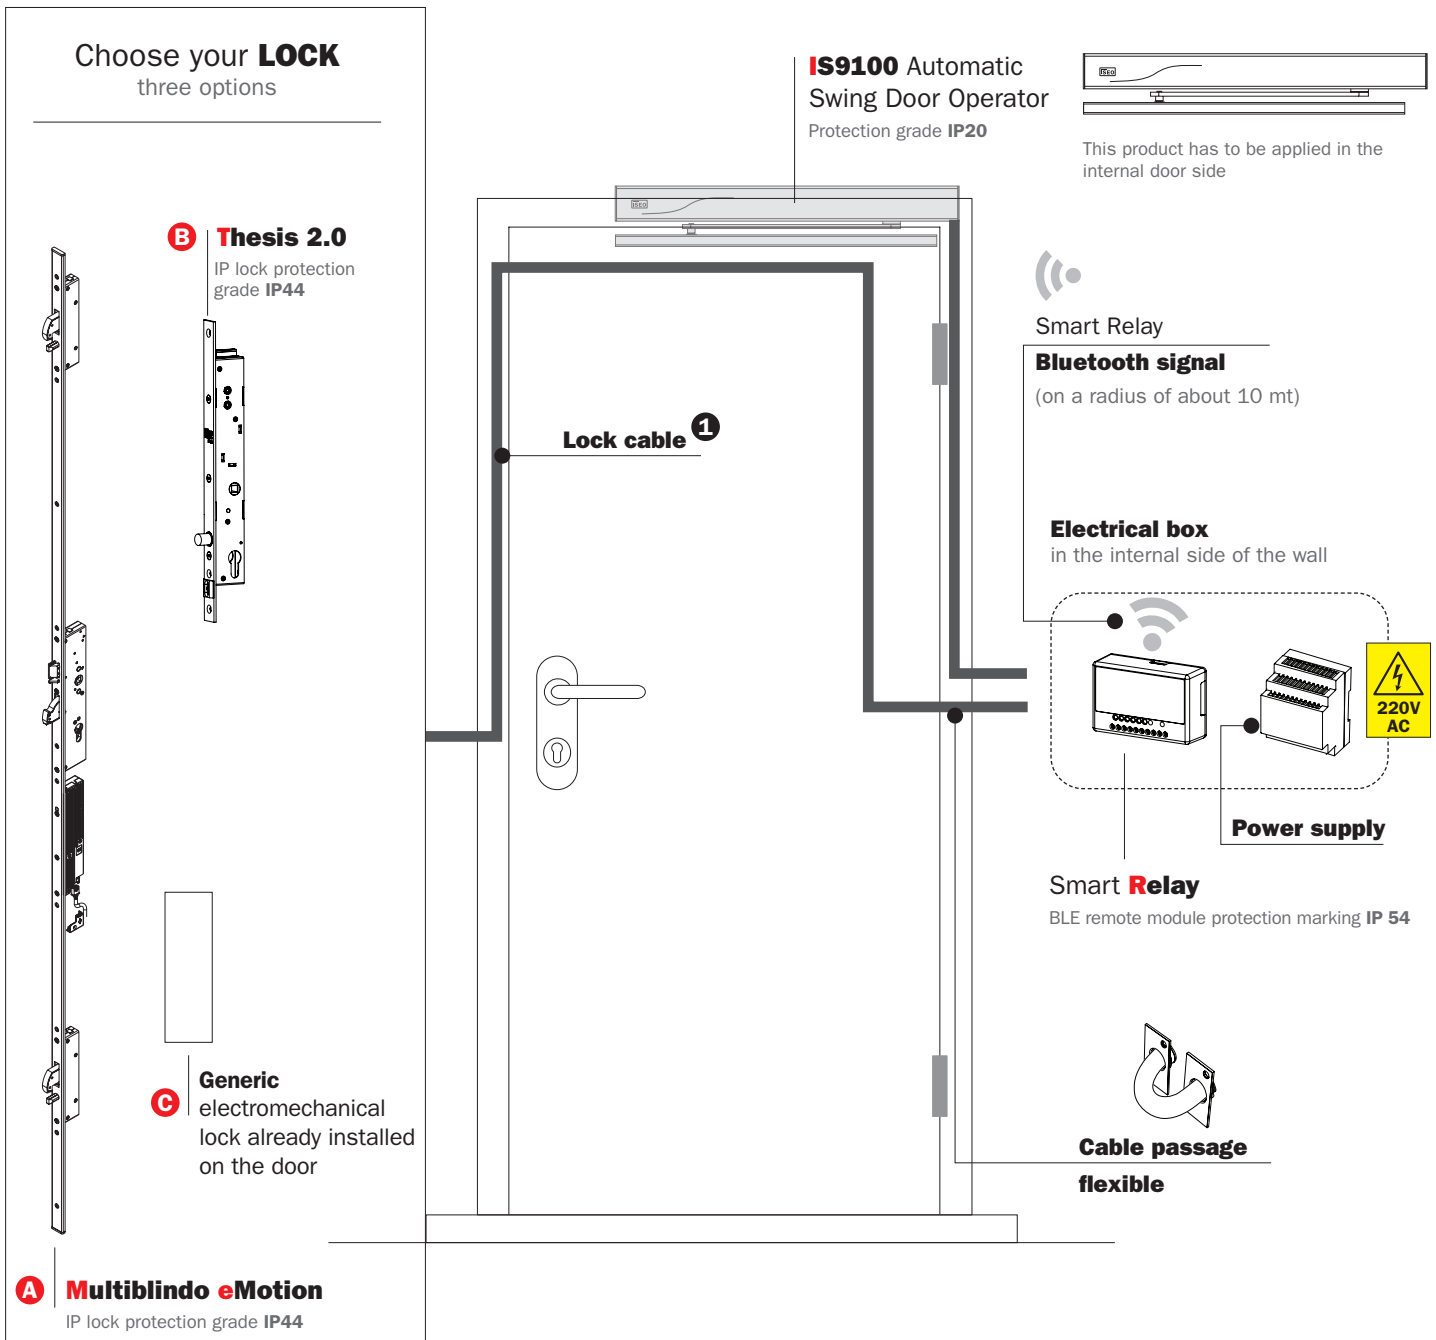 Choose your LOCK
three options
B
Thesis 2.0
IP lock protection
grade IP44
C
Generic
electromechanical
lock already installed
on the door
A
Multiblindo eMotion
IP lock protection grade IP44
IS9100 Automatic
Swing Door Operator
Protection grade IP20
ISEO
This product has to be applied in the
internal door side
ISEO
Lock cable 1
Smart Relay
Bluetooth signal
(on a radius of about 10 mt)
Electrical box
in the internal side of the wall
220V
AC
Power supply
Smart Relay
BLE remote module protection marking IP 54
Cable passage
flexible